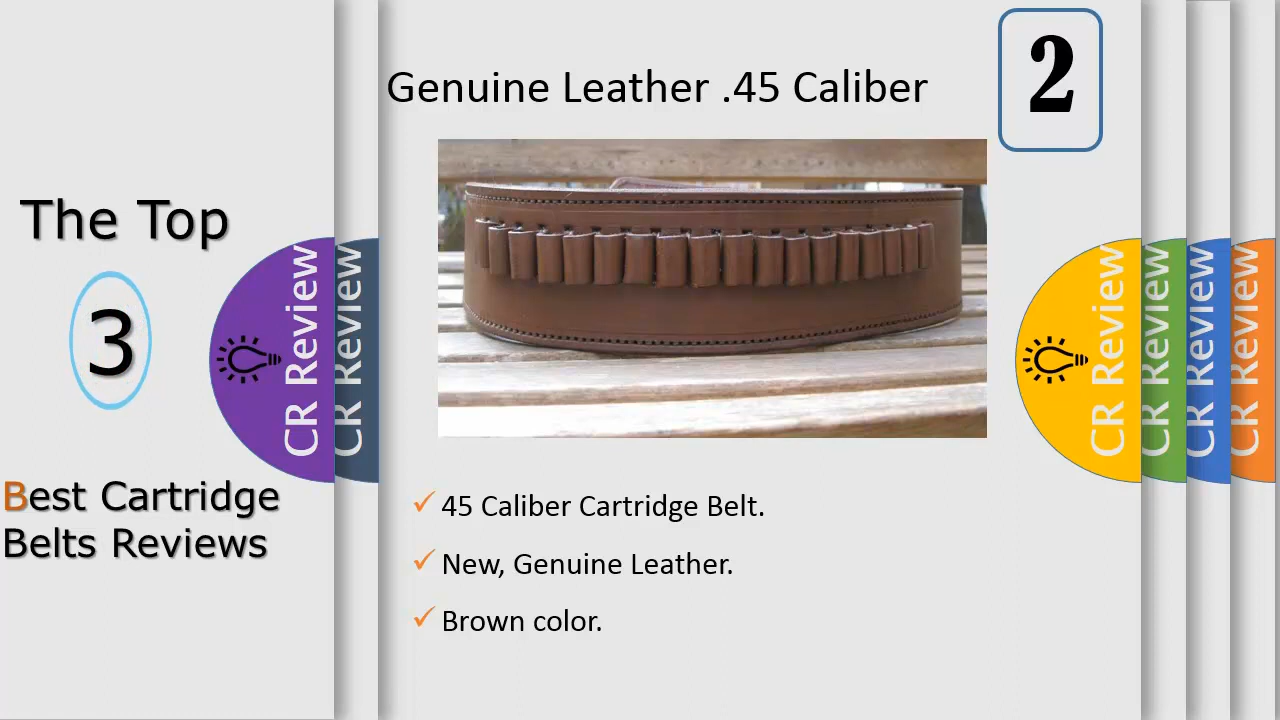 The Top
3
Best Cartridge
Belts Reviews
CR Review
CR Review
Genuine Leather .45 Caliber
2
45 Caliber Cartridge Belt.
New, Genuine Leather.
Brown color.
CR Review
CR Review
CR Review
CR Review